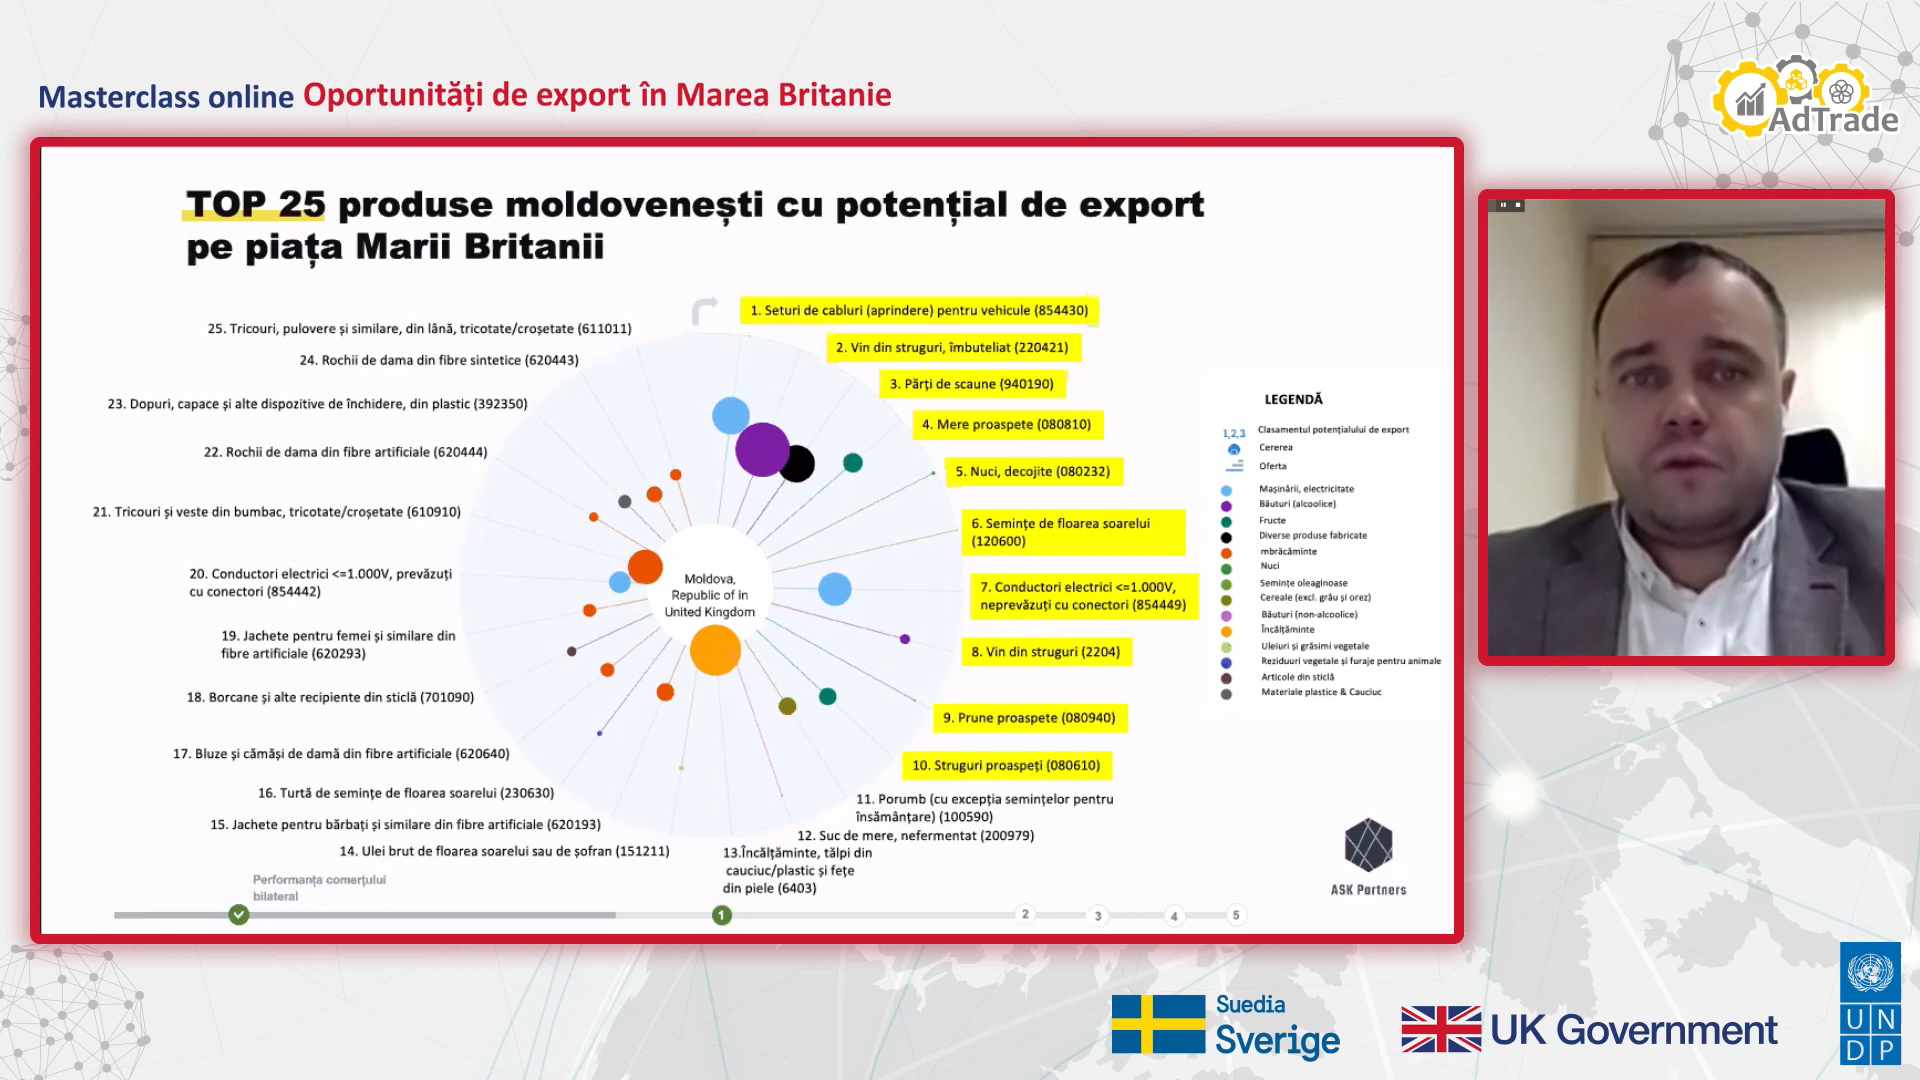 Masterclass online Oportunități de export în Marea Britanie
AdTrade
TOP 25 produse moldovenești cu potențial de export
pe piața Marii Britanii
1. Seturi de cabluri (aprindere) pentru vehicule (854430)
2. Vin din struguri, îmbuteliat (220421)
3. Părți de scaune (940190)
4. Mere proaspete (080810)
5. Nuci, decojite (080232)
6. Semințe de floarea soarelui
(120600)
7. Conductori electrici <=1.000V,
neprevăzuți cu conectori (854449)
8. Vin din struguri (2204)
9. Prune proaspete (080940)
10. Struguri proaspeți (080610)
11. Porumb (cu excepția semințelor pentru
însământare) (100590)
12. Suc de mere, nefermentat (200979)
13.Încălțăminte, tălpi din
cauciuc/plastic și fețe
din piele (6403)
14. Ulei brut de floarea soarelui sau de șofran (151211)
15. Jachete pentru bărbați și similare din fibre artificiale (620193)
16. Turtă de semințe de floarea soarelui (230630)
17. Bluze și cămăși de damă din fibre artificiale (620640)
18. Borcane și alte recipiente din sticlă (701090)
19. Jachete pentru femei și similare din
fibre artificiale (620293)
20. Conductori electrici <=1.000V, prevăzuți
cu conectori (854442)
21. Tricouri și veste din bumbac, tricotate/croșetate (610910)
22. Rochii de dama din fibre artificiale (620444)
23. Dopuri, capace și alte dispozitive de închidere, din plastic (392350)
24. Rochii de dama din fibre sintetice (620443)
25. Tricouri, pulovere și similare, din lână, tricotate/croșetate (611011)
Moldova,
Republic of in
United Kingdom
LEGENDĂ
1,2,3 Clasamentul potențialului de export
Cererea
Oferta
Mașinării, electricitate
Băuturi (alcoolice)
Fructe
Diverse produse fabricate
mbrăcăminte
Nuci
Semințe oleaginoase
Cereale (excl. grâu și orez)
Băuturi (non-alcoolice)
Încălțăminte
Uleiuri și grăsimi vegetale
Reziduuri vegetale și furaje pentru animale
Articole din sticlă
Materiale plastice & Cauciuc
ASK Partners
Performanța comerțului
bilateral
1 2 3 4 5
Suedia
Sverige
UK Government
U N
D P